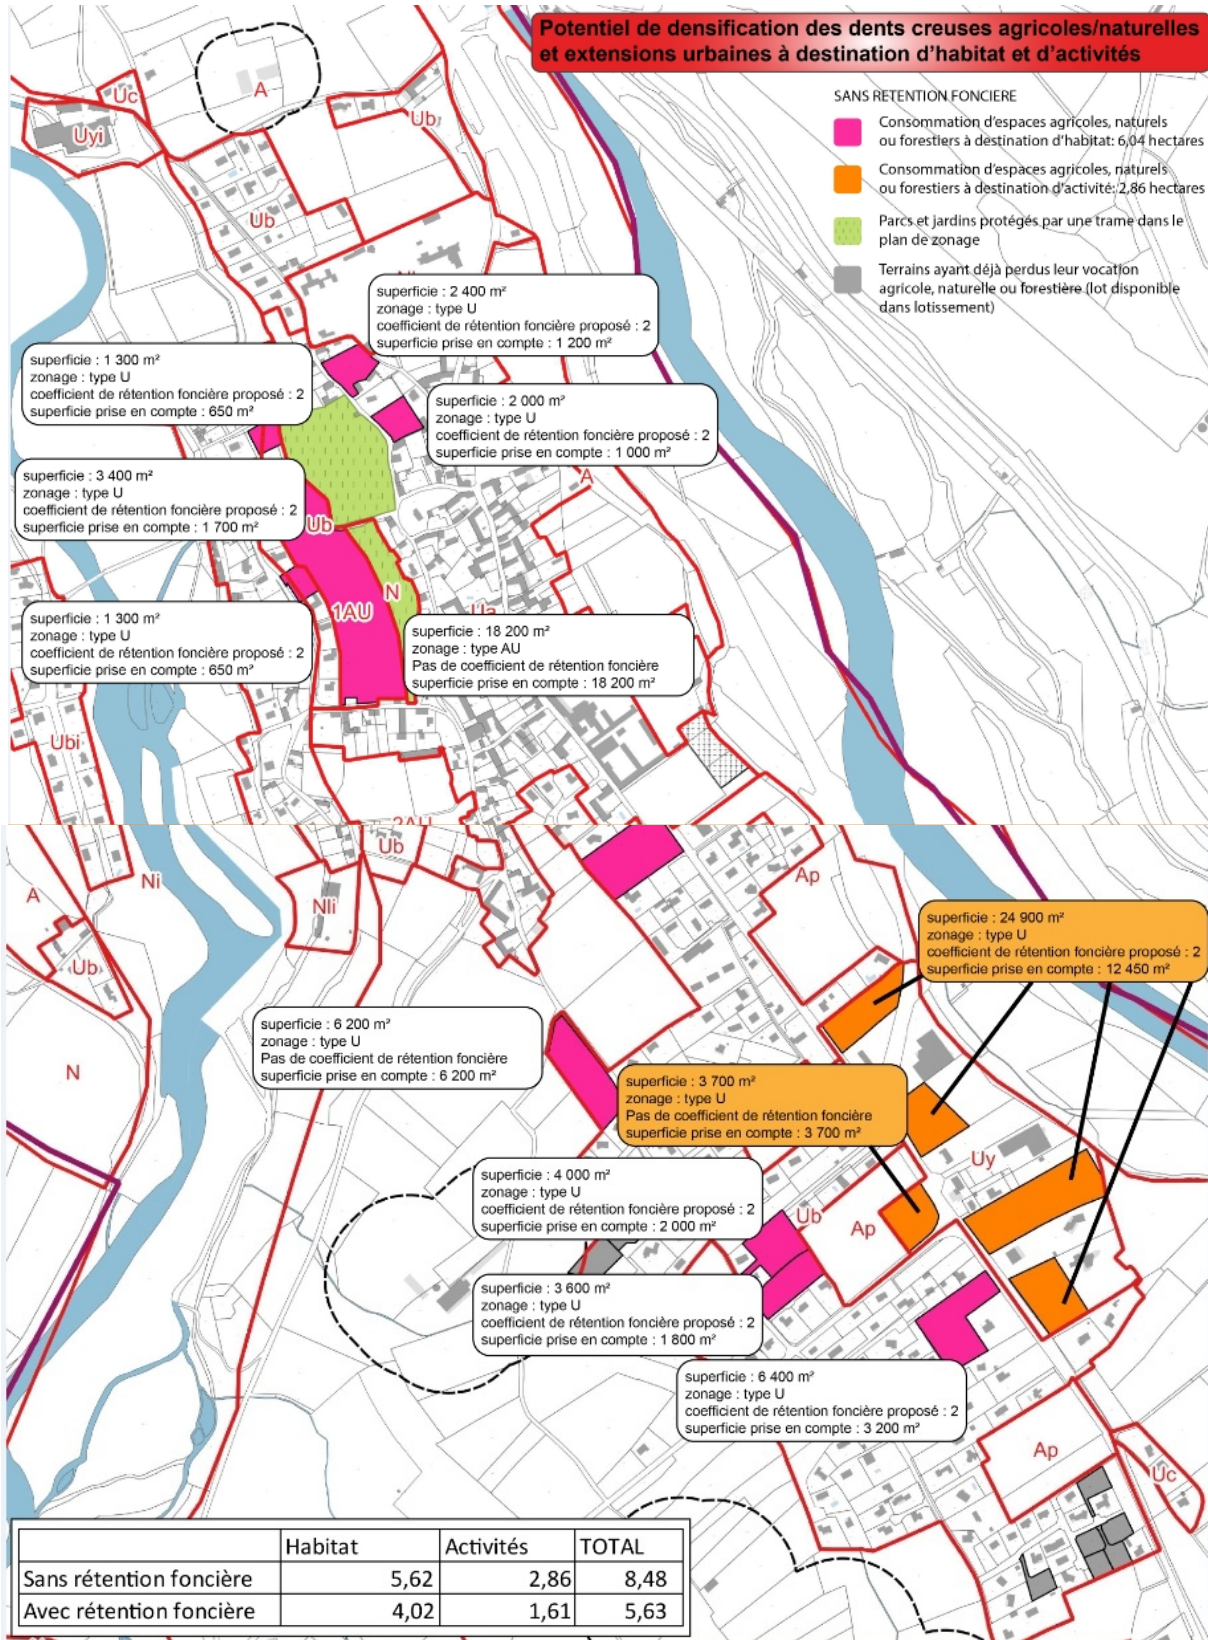 Potentiel de densification des dents creuses agricoles/naturelles
et extensions urbaines à destination d'habitat et d'activités
SANS RETENTION FONCIERE
Consommation d'espaces agricoles, naturels
ou forestiers à destination d'habitat: 6,04 hectares
Consommation d'espaces agricoles, naturels
ou forestiers à destination d'activité: 2,86 hectares
Parcs et jardins protégés par une trame dans le
plan de zonage
Terrains ayant déjà perdus leur vocation
agricole, naturelle ou forestière (lot disponible
dans lotissement)
Uc
A
Uyi
Ub
Ub
superficie : 2 400 m²
zonage : type U
coefficient de rétention foncière proposé : 2
superficie prise en compte : 1 200 m²
superficie : 1 300 m²
zonage : type U
coefficient de rétention foncière proposé : 2
superficie prise en compte : 650 m²
superficie : 2 000 m²
zonage : type U
coefficient de rétention foncière proposé : 2
superficie prise en compte : 1 000 m²
superficie : 3 400 m²
zonage : type U
coefficient de rétention foncière proposé : 2
superficie prise en compte : 1 700 m²
A
Ub
N
1AU
Ua
superficie : 1 300 m²
zonage : type U
coefficient de rétention foncière proposé : 2
superficie prise en compte : 650 m²
superficie : 18 200 m²
zonage : type AU
Pas de coefficient de rétention foncière
superficie prise en compte : 18 200 m²
Ubi
2AU
Ub
A
Ni
Nli
Ap
Ub
superficie : 24 900 m²
zonage : type U
coefficient de rétention foncière proposé : 2
superficie prise en compte : 12 450 m²
superficie : 6 200 m²
zonage : type U
Pas de coefficient de rétention foncière
superficie prise en compte : 6 200 m²
N
superficie : 3 700 m²
zonage : type U
Pas de coefficient de rétention foncière
superficie prise en compte : 3 700 m²
Uy
superficie : 4 000 m²
zonage : type U
coefficient de rétention foncière proposé : 2
superficie prise en compte : 2 000 m²
Ub
Ap
superficie : 3 600 m²
zonage : type U
coefficient de rétention foncière proposé : 2
superficie prise en compte : 1 800 m²
superficie : 6 400 m²
zonage : type U
coefficient de rétention foncière proposé : 2
superficie prise en compte : 3 200 m²
Ap
Uc
Habitat Activités TOTAL
Sans rétention foncière 5,62 2,86 8,48
Avec rétention foncière 4,02 1,61 5,63